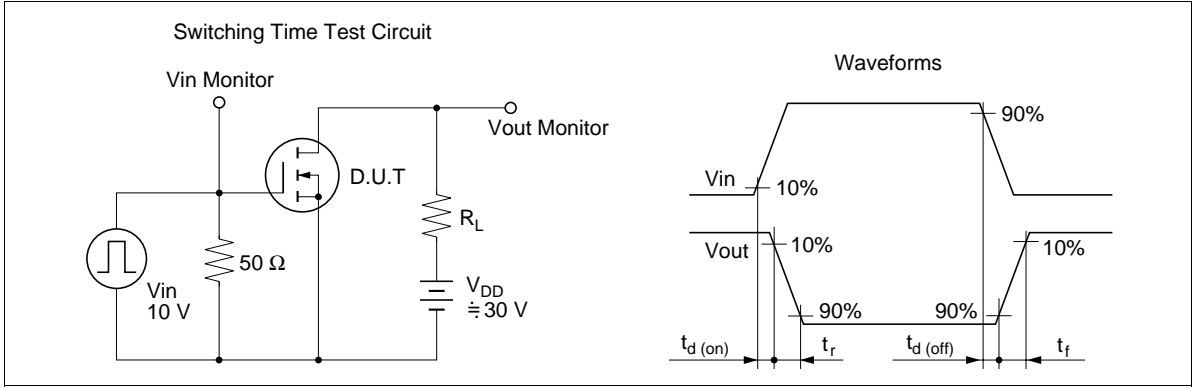 Switching Time Test Circuit
Vin Monitor
Vout Monitor
D.U.T
R_L
50 Ω
Vin
10 V
V_DD
≒ 30 V
Waveforms
Vin
10%
90%
Vout
10%
90%
90%
10%
t_d (on)
t_r
t_d (off)
t_f